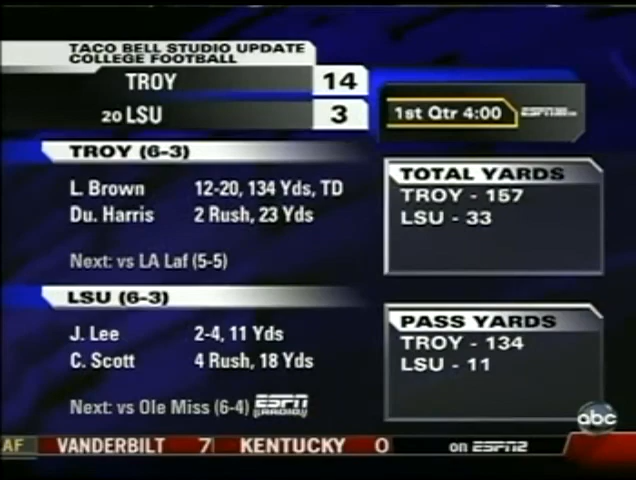 TACO BELL STUDIO UPDATE
COLLEGE FOOTBALL
TROY 14
20 LSU 3
1st Qtr 4:00
TROY (6-3)
L. Brown 12-20, 134 Yds, TD
Du. Harris 2 Rush, 23 Yds
Next: vs LA Laf (5-5)
LSU (6-3)
J. Lee 2-4, 11 Yds
C. Scott 4 Rush, 18 Yds
Next: vs Ole Miss (6-4) ESPN RADIO
TOTAL YARDS
TROY - 157
LSU - 33
PASS YARDS
TROY - 134
LSU - 11
abc
AF VANDERBILT 7 KENTUCKY 0 on ESPN2